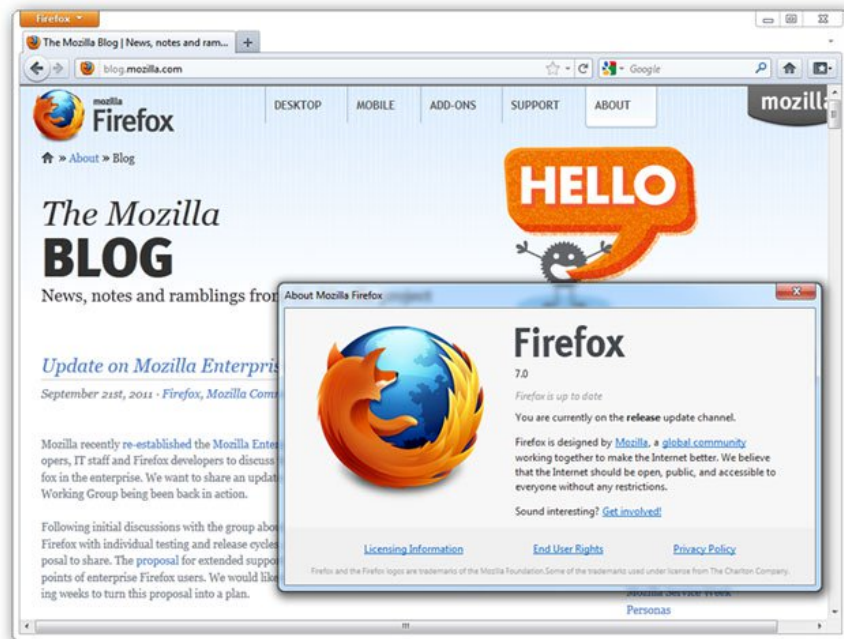 Firefox
The Mozilla Blog | News, notes and ram...
blog.mozilla.com
Google
mozilla
Firefox
DESKTOP
MOBILE
ADD-ONS
SUPPORT
ABOUT
mozill
» About » Blog
HELLO
The Mozilla
BLOG
News, notes and ramblings from
Update on Mozilla Enterpris
September 21st, 2011 · Firefox, Mozilla Com
Mozilla recently re-established the Mozilla Ente
opers, IT staff and Firefox developers to discuss
fox in the enterprise. We want to share an updat
Working Group being been back in action.
Following initial discussions with the group abou
Firefox with individual testing and release cycles
posal to share. The proposal for extended suppo
points of enterprise Firefox users. We would like
ing weeks to turn this proposal into a plan.
About Mozilla Firefox
Firefox
7.0
Firefox is up to date
You are currently on the release update channel.
Firefox is designed by Mozilla, a global community
working together to make the Internet better. We believe
that the Internet should be open, public, and accessible to
everyone without any restrictions.
Sound interesting? Get involved!
Licensing Information
End User Rights
Privacy Policy
Firefox and the Firefox logos are trademarks of the Mozilla Foundation.Some of the trademarks used under licence from The Charlton Company.
Mozilla Service Week
Personas